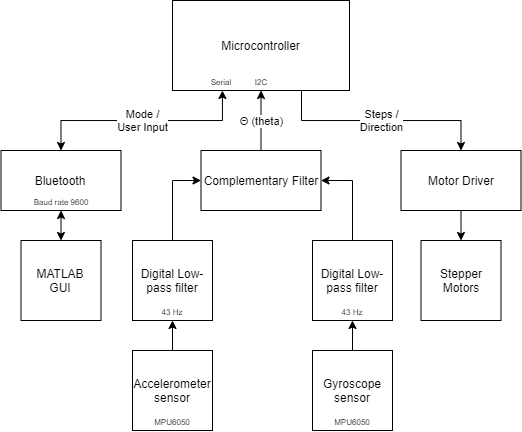 Microcontroller
Serial
I2C
Mode /
User Input
Θ (theta)
Steps /
Direction
Bluetooth
Baud rate 9600
Complementary Filter
Motor Driver
MATLAB
GUI
Digital Low-
pass filter
43 Hz
Digital Low-
pass filter
43 Hz
Stepper
Motors
Accelerometer
sensor
MPU6050
Gyroscope
sensor
MPU6050